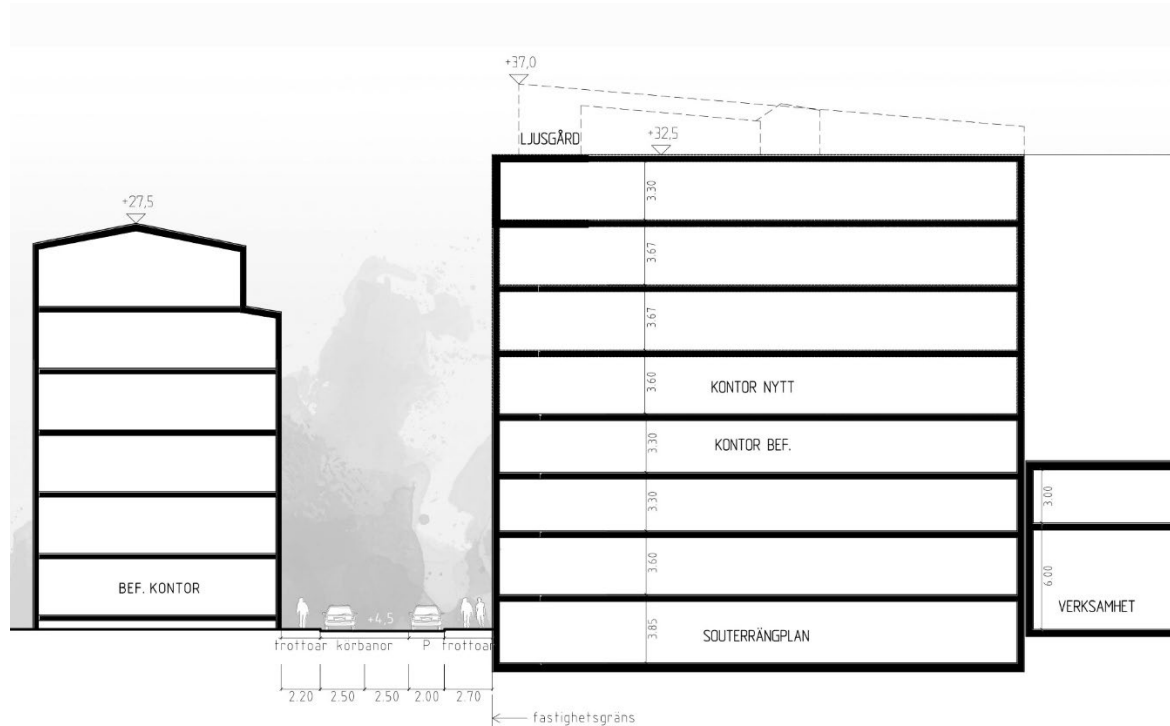 +37,0
LJUSGÅRD
+32,5
+27,5
3.30
3.67
3.67
3.60
KONTOR NYTT
3.30
KONTOR BEF.
3.30
3.60
3.85
SOUTERRÄNGPLAN
3.00
6.00
VERKSAMHET
BEF. KONTOR
+4,5
trottoar körbanor P trottoar
2.20 2.50 2.50 2.00 2.70
fastighetsgräns